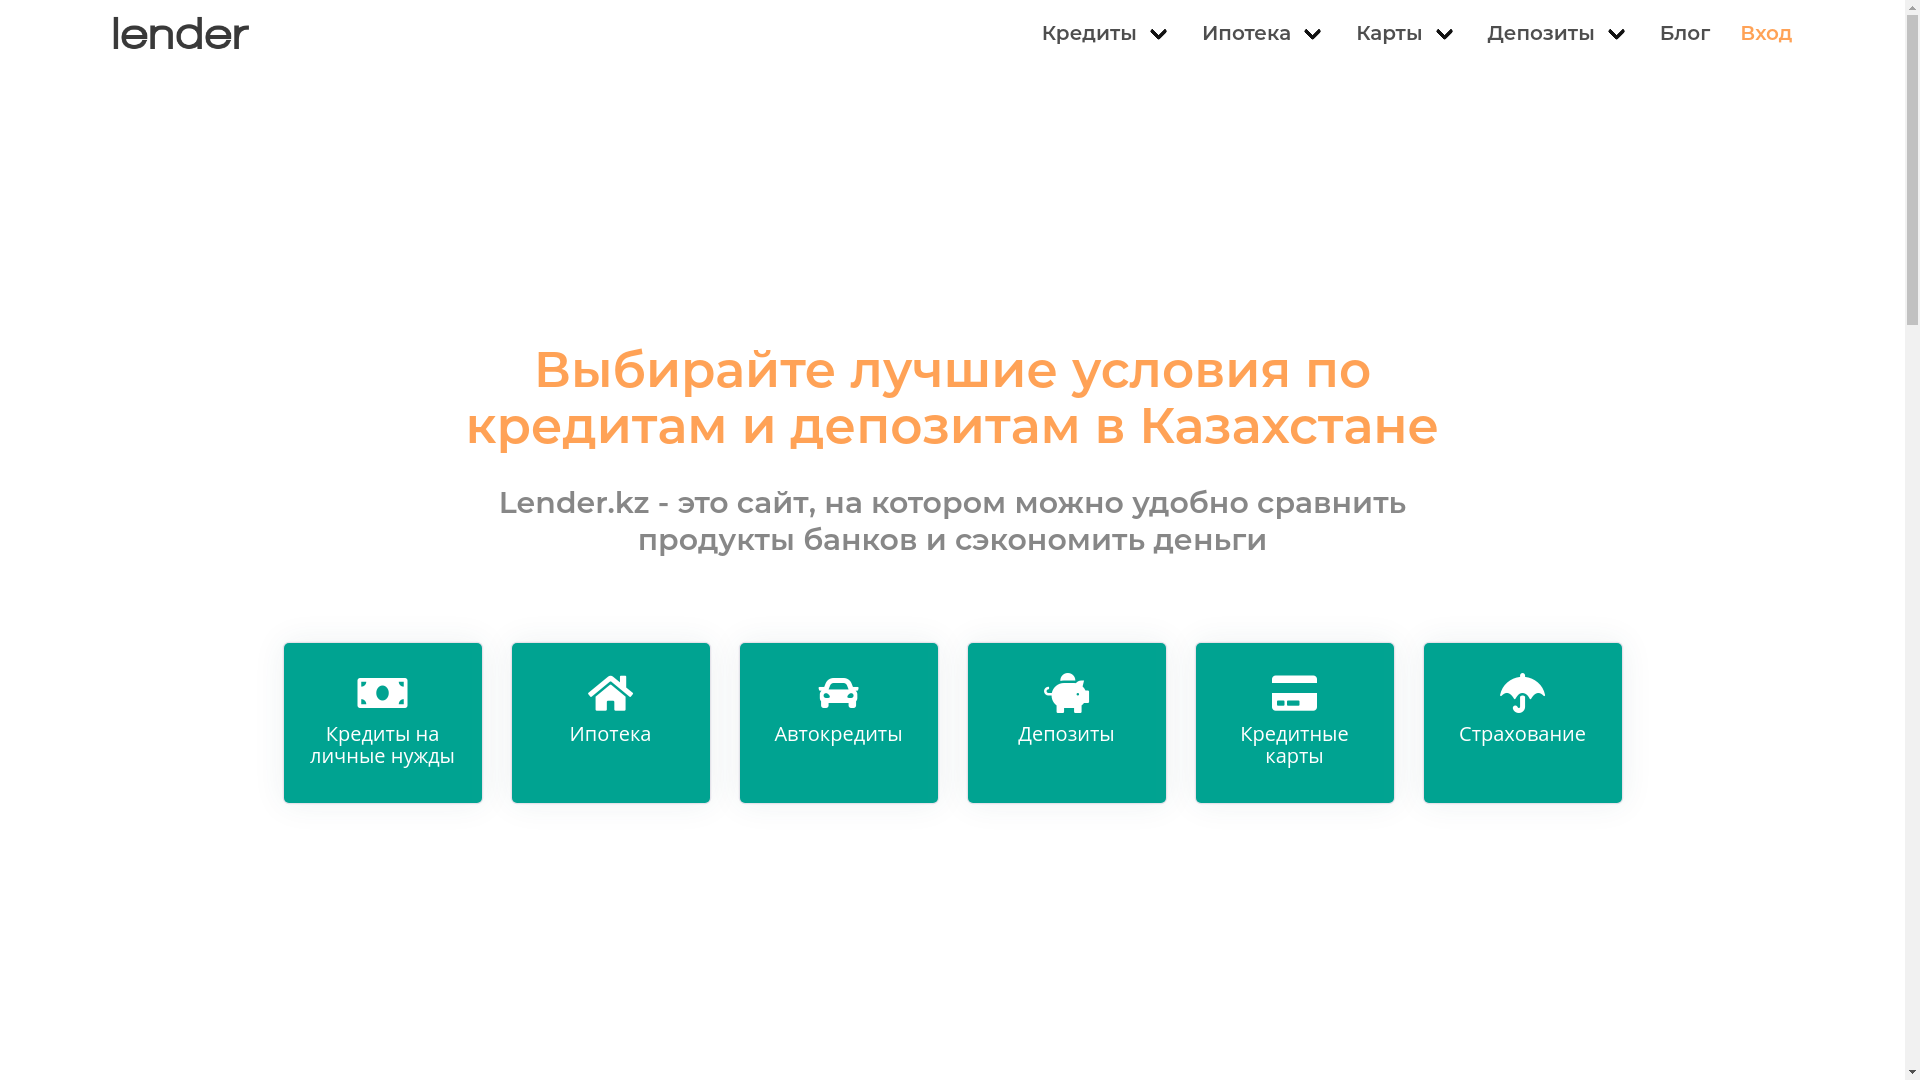 lender
Кредиты
Ипотека
Карты
Депозиты
Блог
Вход
Выбирайте лучшие условия по
кредитам и депозитам в Казахстане
Lender.kz - это сайт, на котором можно удобно сравнить
продукты банков и сэкономить деньги
Кредиты на
личные нужды
Ипотека
Автокредиты
Депозиты
Кредитные
карты
Страхование